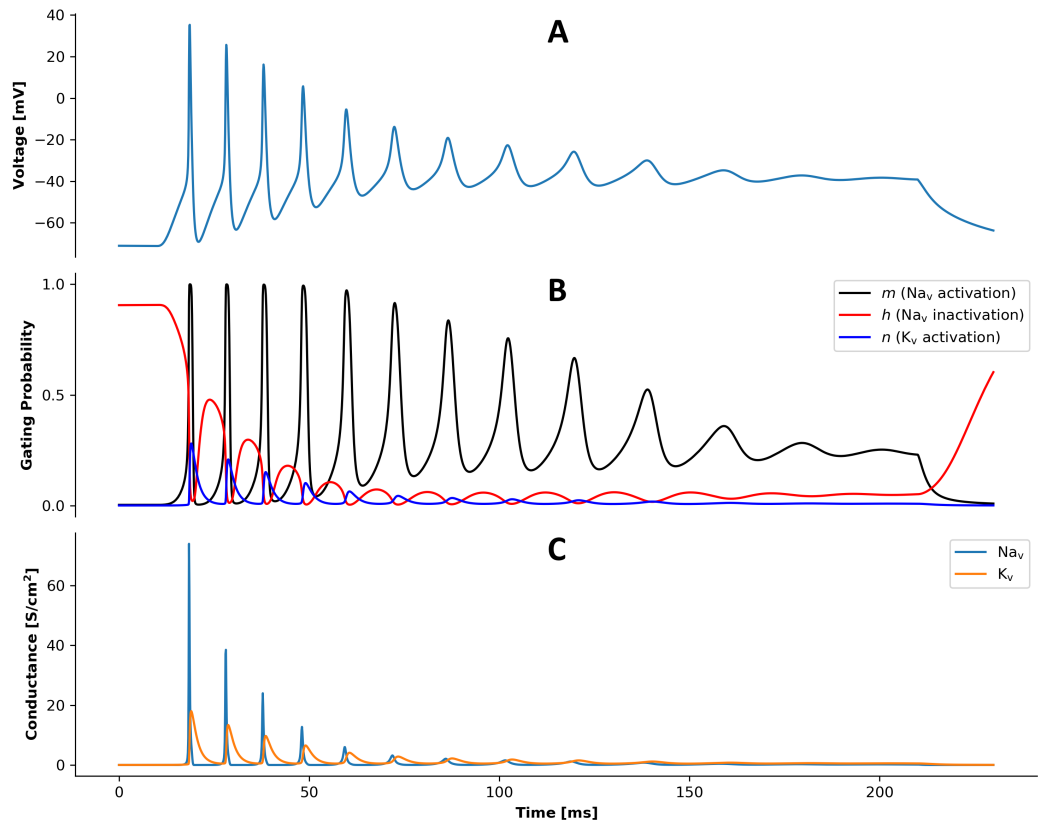 A
40
20
0
−20
−40
−60
Voltage [mV]
B
1.0
0.5
0.0
Gating Probability
m (Naᵥ activation)
h (Naᵥ inactivation)
n (Kᵥ activation)
C
60
40
20
0
Conductance [S/cm²]
Naᵥ
Kᵥ
0 50 100 150 200
Time [ms]